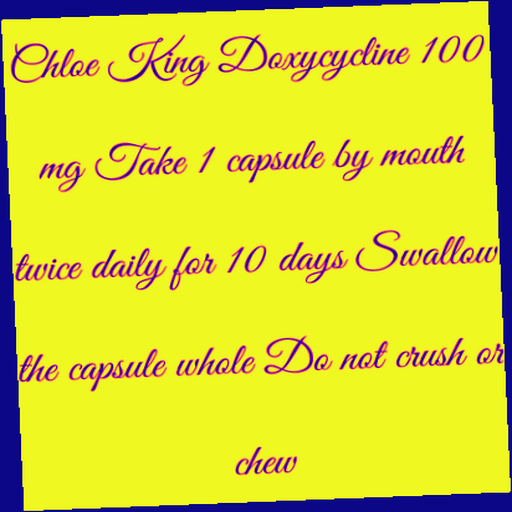 Chloe King Doxycycline 100
mg Take 1 capsule by mouth
twice daily for 10 days Swallow
the capsule whole Do not crush or
chew